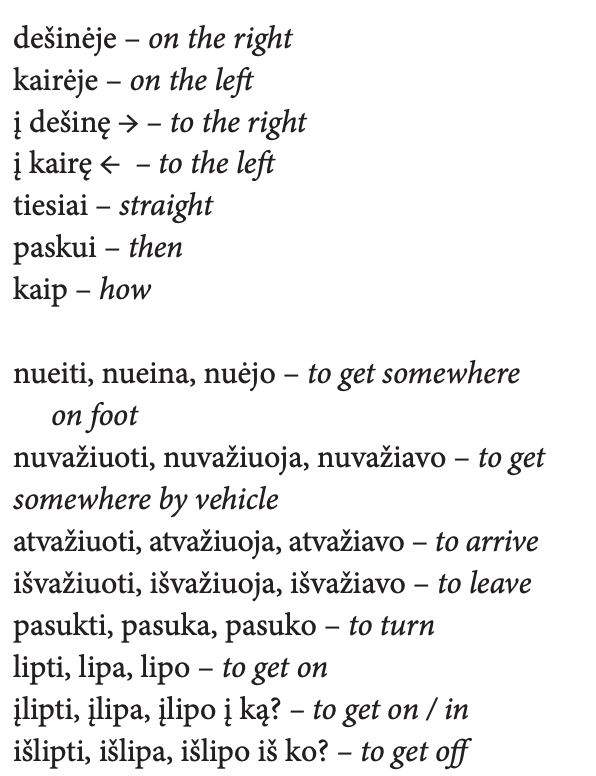 dešinėje – on the right
kairėje – on the left
į dešinę → – to the right
į kairę ← – to the left
tiesiai – straight
paskui – then
kaip – how
nueiti, nueina, nuėjo – to get somewhere
on foot
nuvažiuoti, nuvažiuoja, nuvažiavo – to get
somewhere by vehicle
atvažiuoti, atvažiuoja, atvažiavo – to arrive
išvažiuoti, išvažiuoja, išvažiavo – to leave
pasukti, pasuka, pasuko – to turn
lipti, lipa, lipo – to get on
įlipti, įlipa, įlipo į ką? – to get on / in
išlipti, išlipa, išlipo iš ko? – to get off